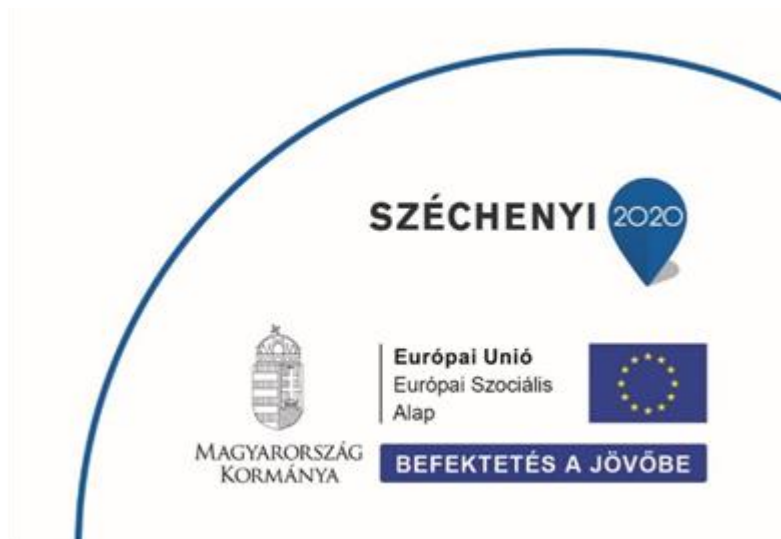 SZÉCHENYI 2020
Európai Unió
Európai Szociális
Alap
MAGYARORSZÁG
KORMÁNYA
BEFEKTETÉS A JÖVŐBE